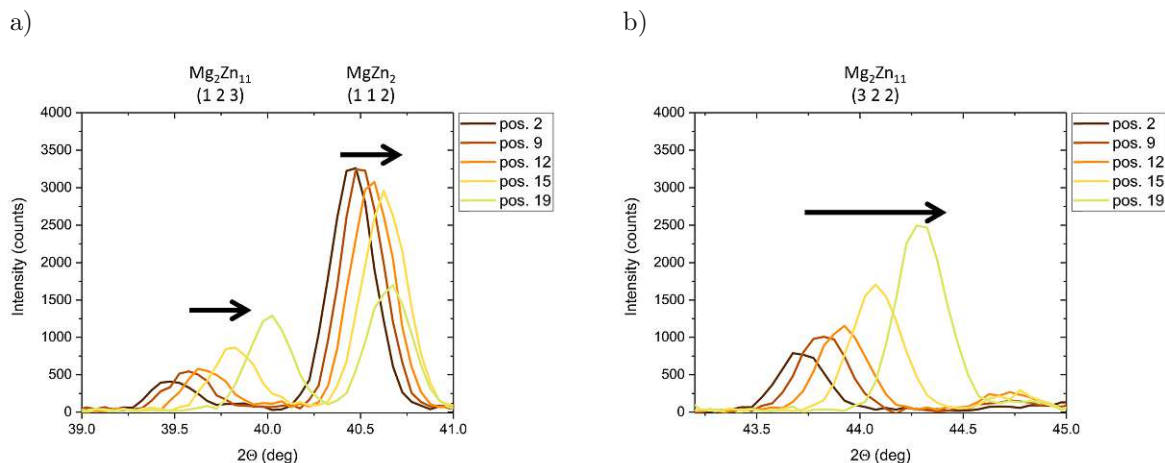 a)
Mg₂Zn₁₁
(1 2 3)
MgZn₂
(1 1 2)
4000
3500
3000
2500
2000
1500
1000
500
0
Intensity (counts)
39.0 39.5 40.0 40.5 41.0
2Θ (deg)
pos. 2
pos. 9
pos. 12
pos. 15
pos. 19
b)
Mg₂Zn₁₁
(3 2 2)
4000
3500
3000
2500
2000
1500
1000
500
0
Intensity (counts)
43.5 44.0 44.5 45.0
2Θ (deg)
pos. 2
pos. 9
pos. 12
pos. 15
pos. 19